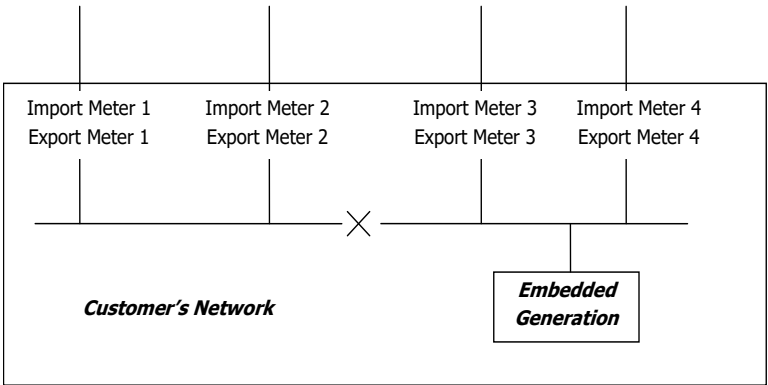 Import Meter 1
Export Meter 1
Import Meter 2
Export Meter 2
Import Meter 3
Export Meter 3
Import Meter 4
Export Meter 4
Customer's Network
Embedded
Generation